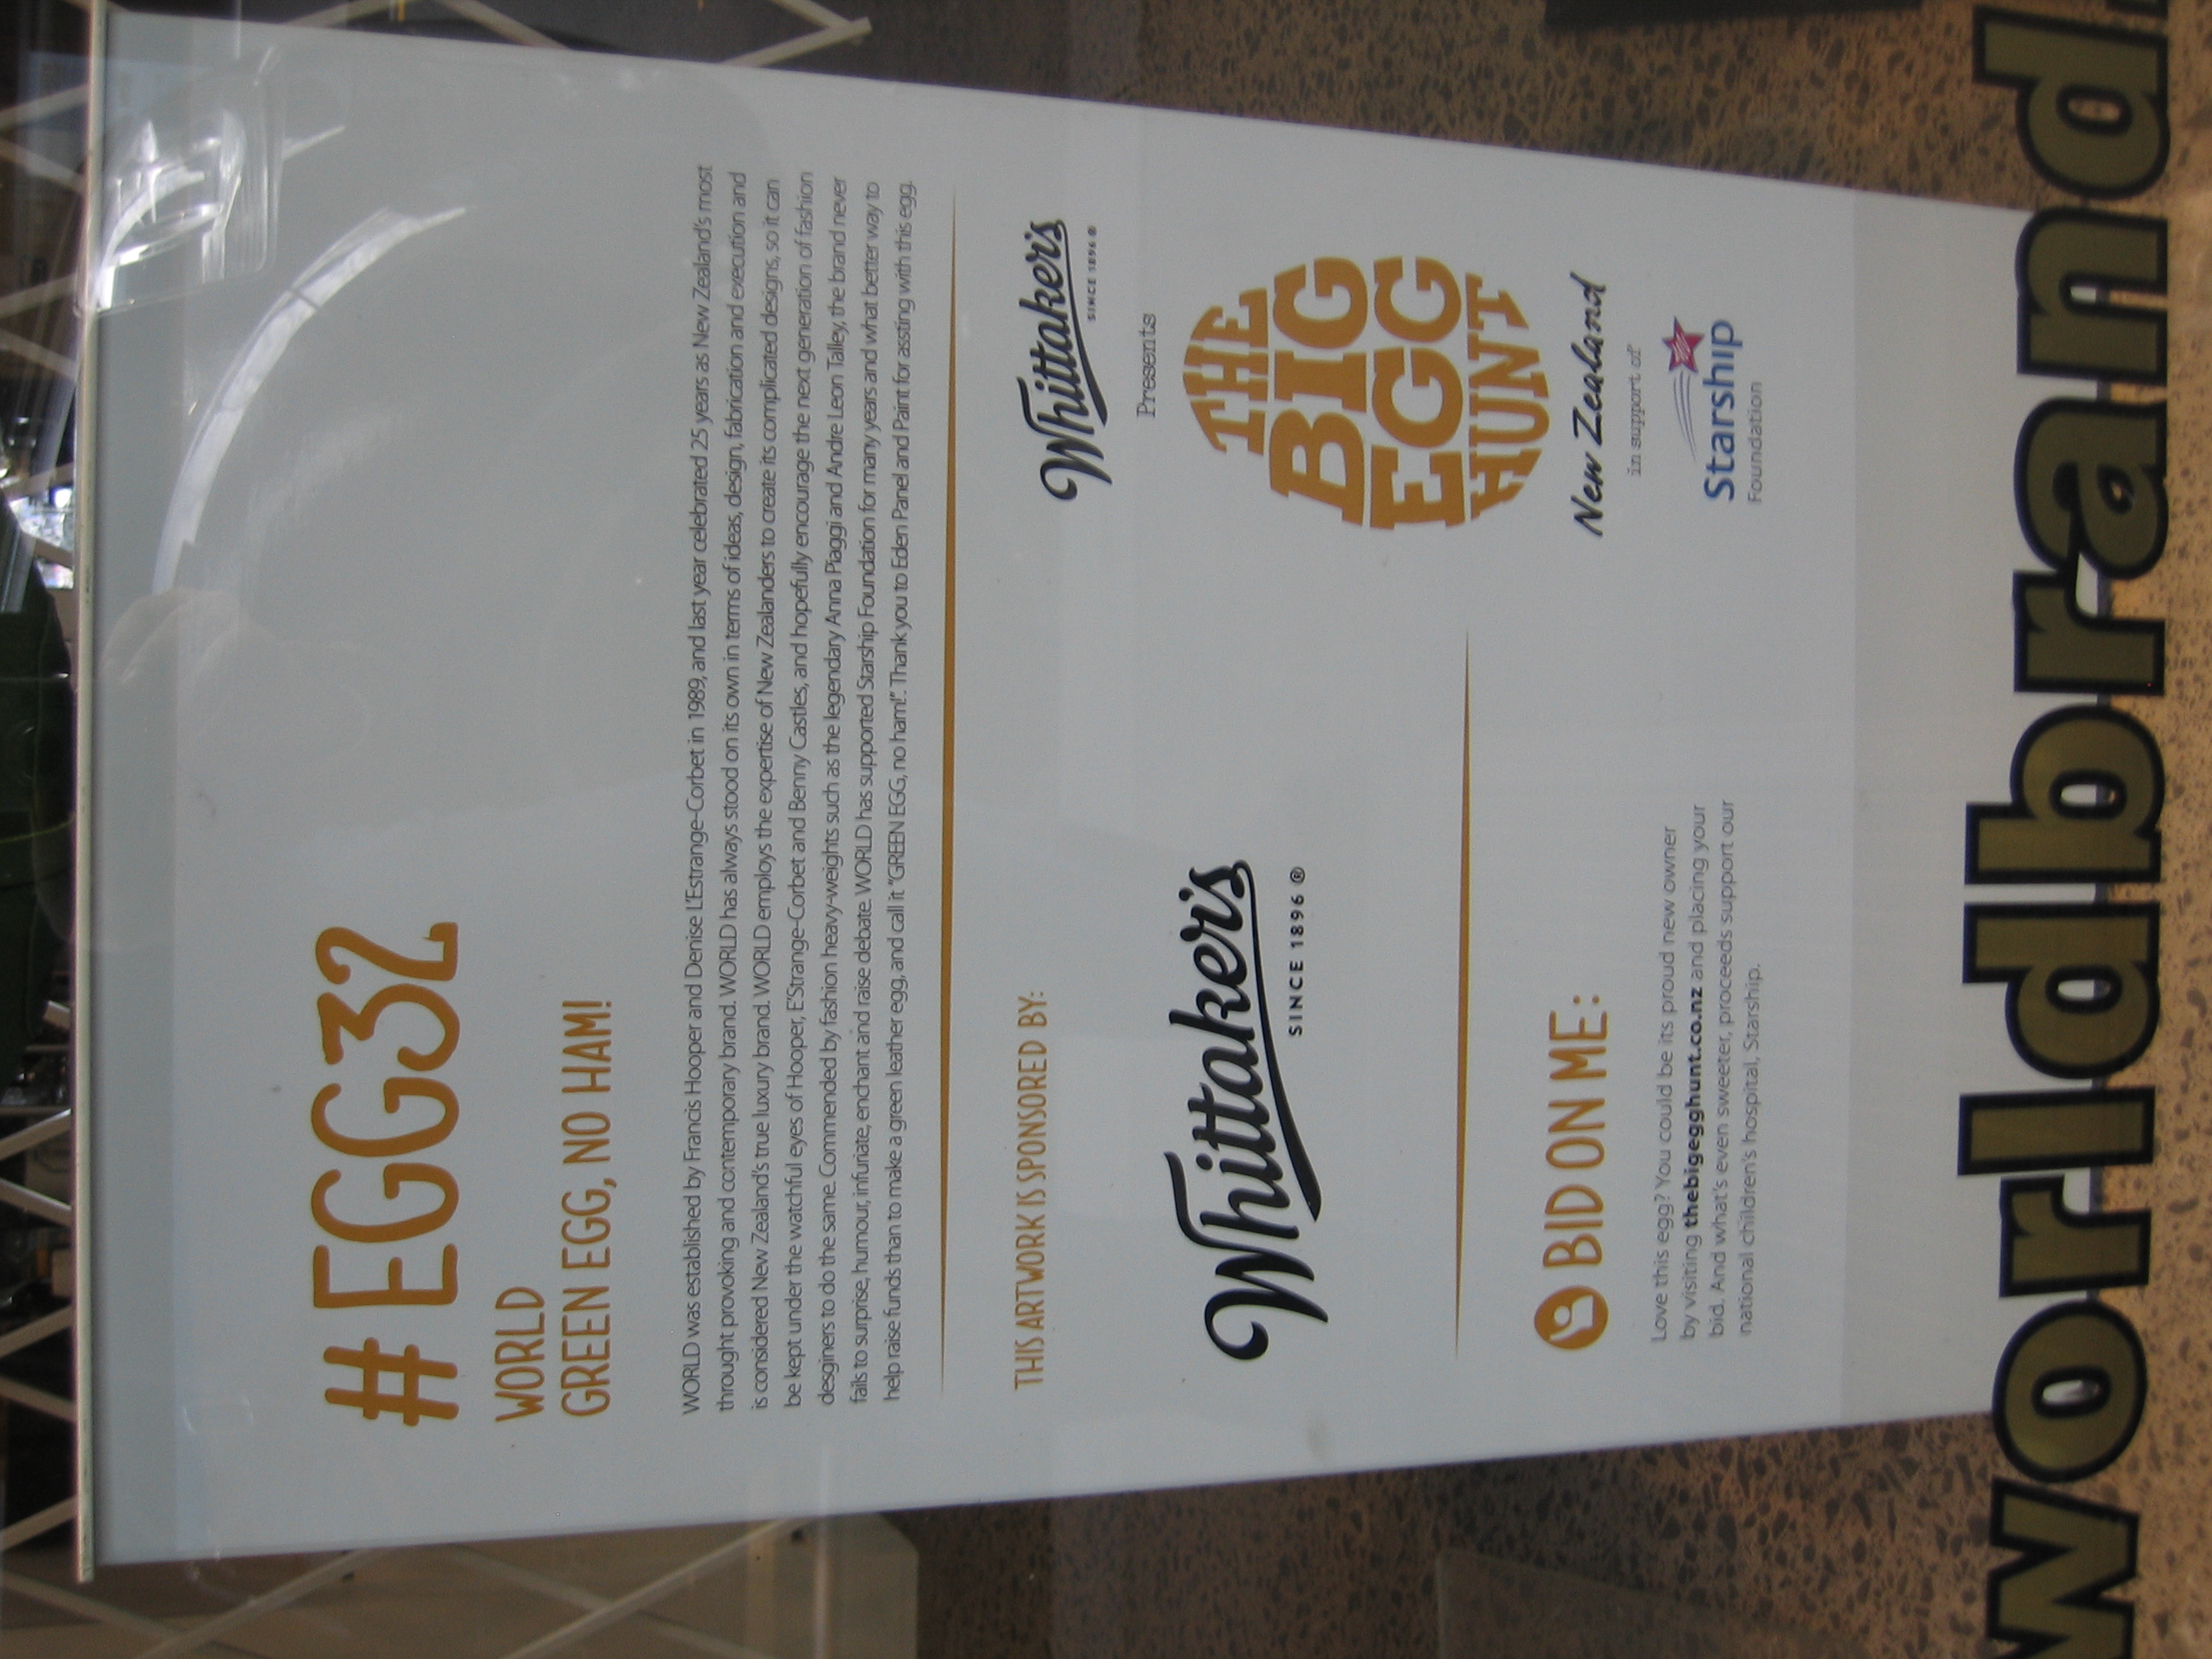 # EGG32
WORLD
GREEN EGG, NO HAM!
WORLD was established by Francis Hooper and Denise L'Estrange-Corbet in 1989, and last year celebrated 25 years as New Zealand's most
throught provoking and contemporary brand. WORLD has always stood on its own in terms of ideas, design, fabrication and execution and
is considered New Zealand's true luxury brand. WORLD employs the expertise of New Zealanders to create its complicated designs, so it can
be kept under the watchful eyes of Hooper, E'Strange-Corbet and Benny Castles, and hopefully encourage the next generation of fashion
desginers to do the same. Commended by fashion heavy-weights such as the legendary Anna Piaggi and Andre Leon Talley, the brand never
fails to surprise, humour, infuriate, enchant and raise debate. WORLD has supported Starship Foundation for many years and what better way to
help raise funds than to make a green leather egg, and call it "GREEN EGG, no ham!". Thank you to Eden Panel and Paint for assting with this egg.
THIS ARTWORK IS SPONSORED BY:
Whittaker's
SINCE 1896 ®
BID ON ME:
Love this egg? You could be its proud new owner
by visiting thebigegghunt.co.nz and placing your
bid. And what's even sweeter, proceeds support our
national children's hospital, Starship.
Whittaker's
SINCE 1896 ®
Presents
THE
BIG
EGG
HUNT
New Zealand
in support of
Starship
Foundation
worldbrand